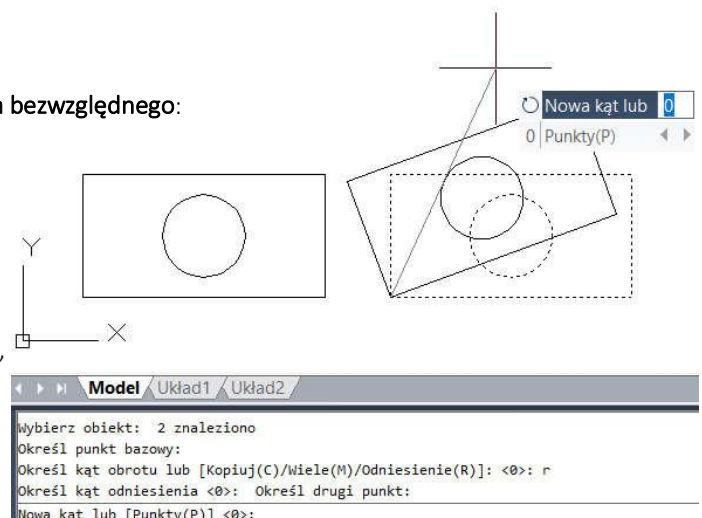 bezwzględnego:
Nowa kąt lub 0
0 Punkty(P)
Y
X
Model Układ1 Układ2
Wybierz obiekt: 2 znaleziono
Określ punkt bazowy:
Określ kąt obrotu lub [Kopiuj(C)/Wiele(M)/Odniesienie(R)]: <0>: r
Określ kąt odniesienia <0>: Określ drugi punkt:
Nowa kąt lub [Punkty(P)] <0>: